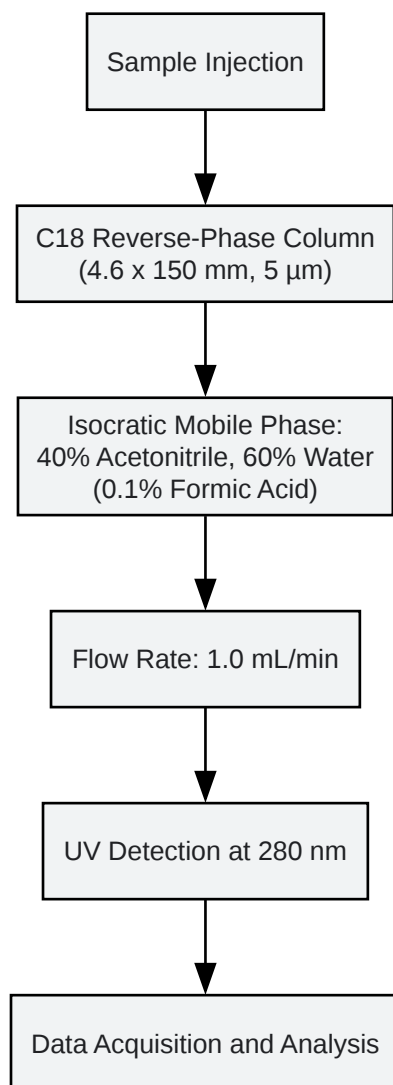 Sample Injection
C18 Reverse-Phase Column
(4.6 x 150 mm, 5 µm)
Isocratic Mobile Phase:
40% Acetonitrile, 60% Water
(0.1% Formic Acid)
Flow Rate: 1.0 mL/min
UV Detection at 280 nm
Data Acquisition and Analysis